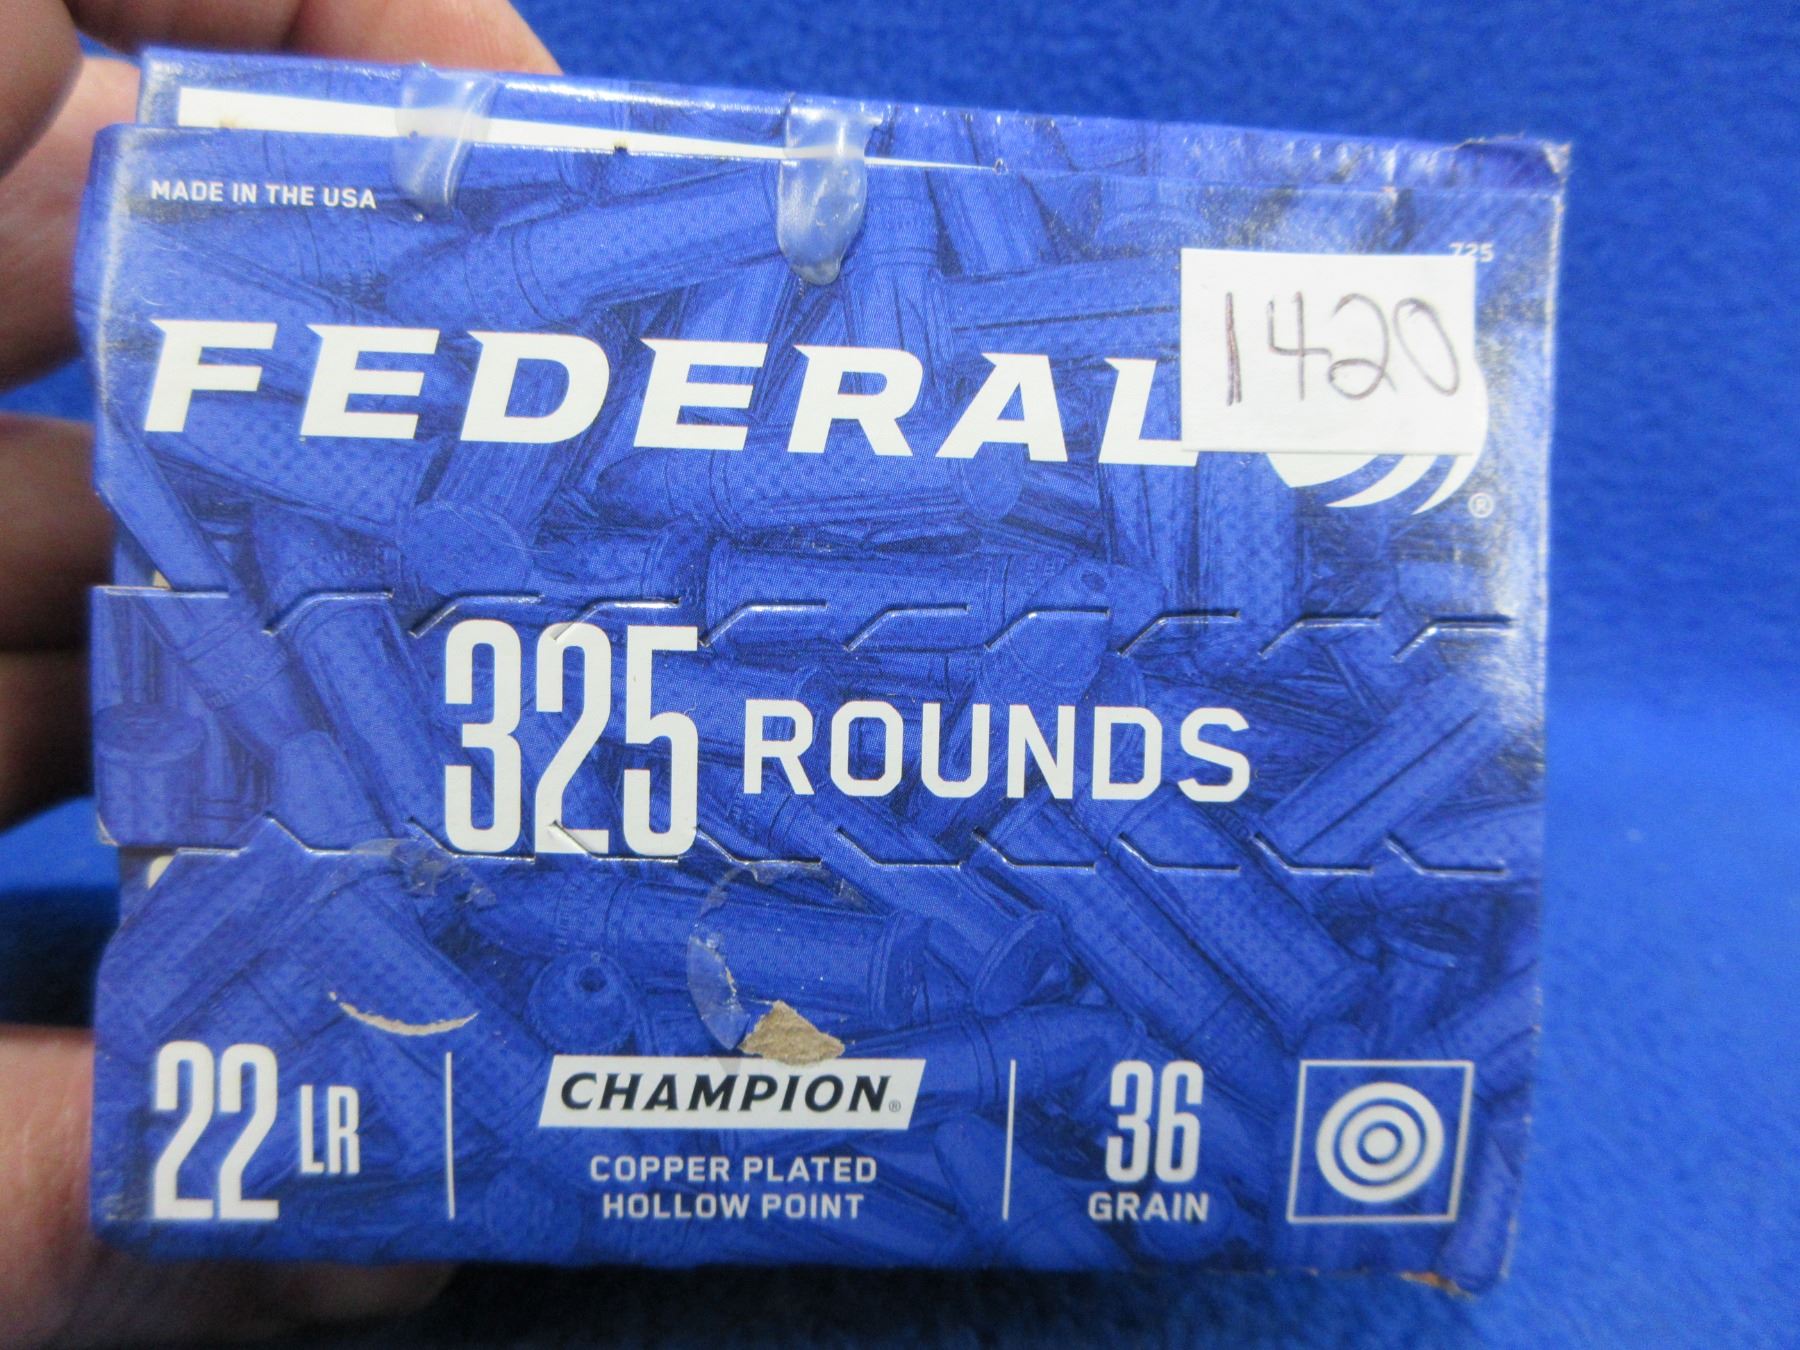 MADE IN THE USA
725
FEDERAL
1420
®
325 ROUNDS
22 LR
CHAMPION®
COPPER PLATED
HOLLOW POINT
36
GRAIN